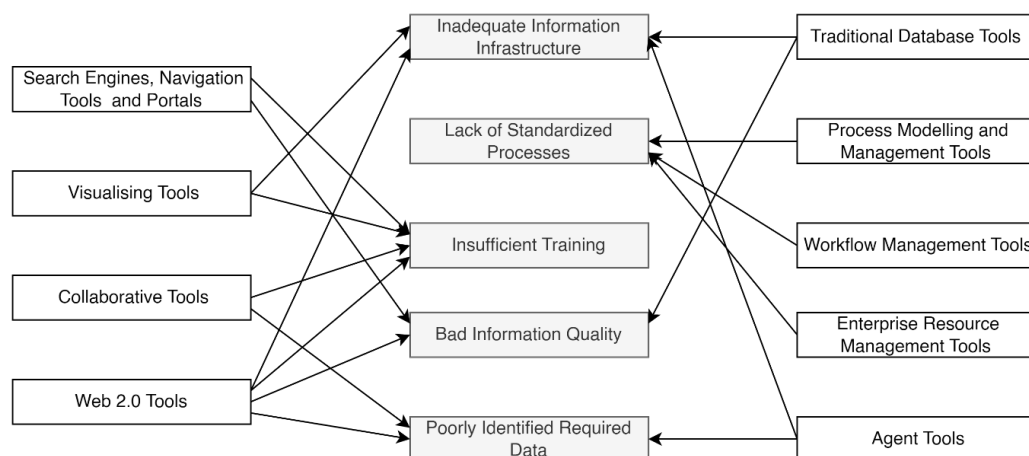 Inadequate Information
Infrastructure
Traditional Database Tools
Search Engines, Navigation
Tools and Portals
Lack of Standardized
Processes
Process Modelling and
Management Tools
Visualising Tools
Insufficient Training
Workflow Management Tools
Collaborative Tools
Bad Information Quality
Enterprise Resource
Management Tools
Web 2.0 Tools
Poorly Identified Required
Data
Agent Tools